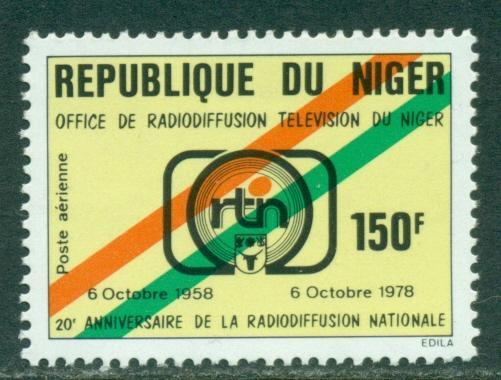 REPUBLIQUE DU NIGER
OFFICE DE RADIODIFFUSION TELEVISION DU NIGER
Poste aérienne
rtn
150F
6 Octobre 1958 6 Octobre 1978
20e ANNIVERSAIRE DE LA RADIODIFFUSION NATIONALE
EDILA